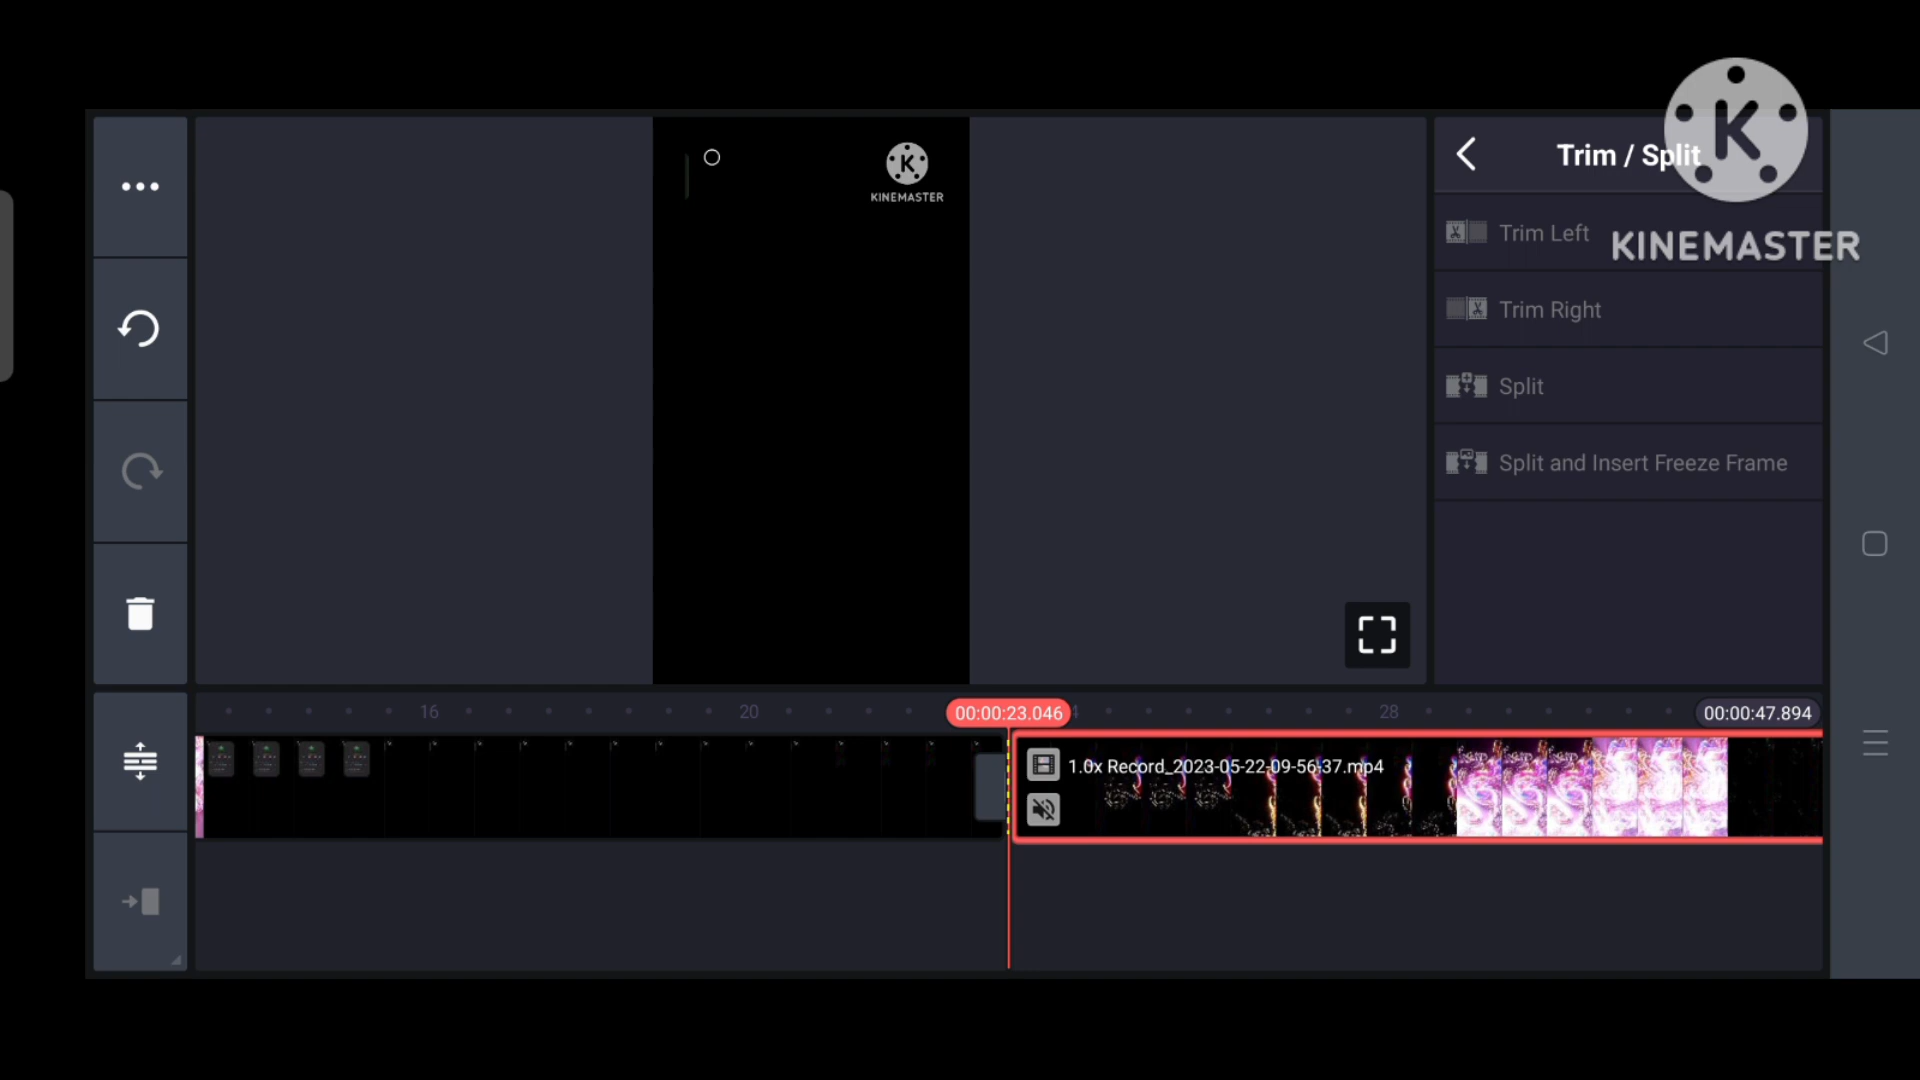 Trim / Split
KINEMASTER
Trim Left
KINEMASTER
Trim Right
Split
Split and Insert Freeze Frame
16
20
00:00:23.046
4
28
00:00:47.894
1.0x Record_2023-05-22-09-56-37.mp4